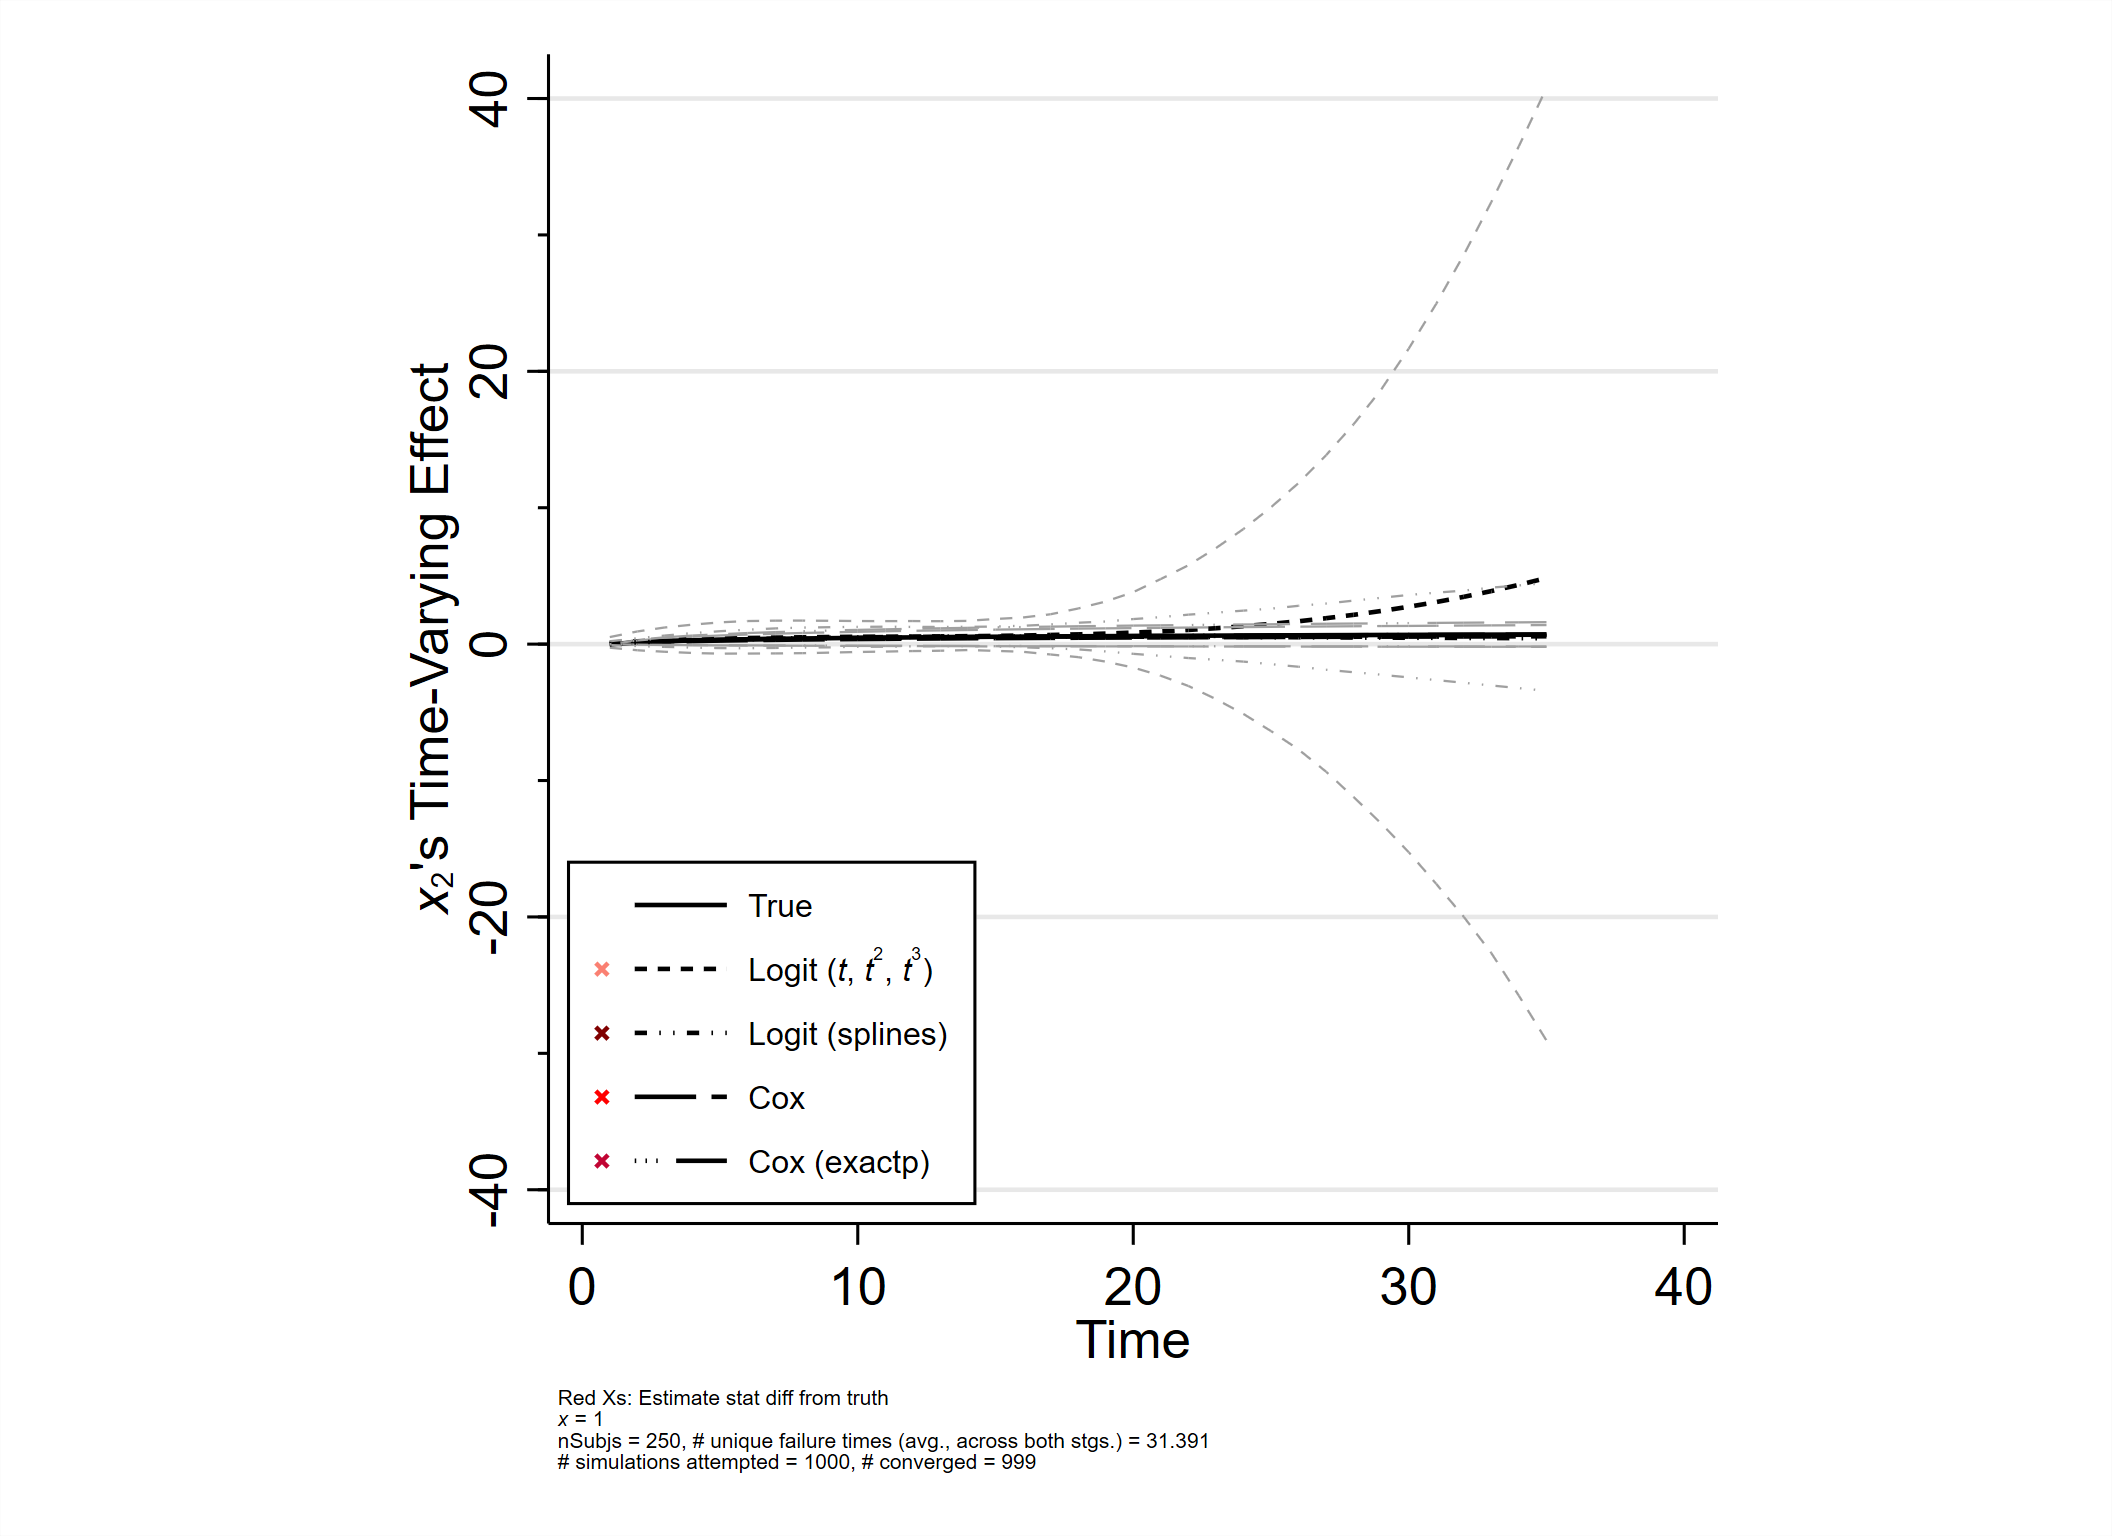 x₂'s Time-Varying Effect
40
20
0
-20
-40
True
Logit (t, t², t³)
Logit (splines)
Cox
Cox (exactp)
0 10 20 30 40
Time
Red Xs: Estimate stat diff from truth
x = 1
nSubjs = 250, # unique failure times (avg., across both stgs.) = 31.391
# simulations attempted = 1000, # converged = 999